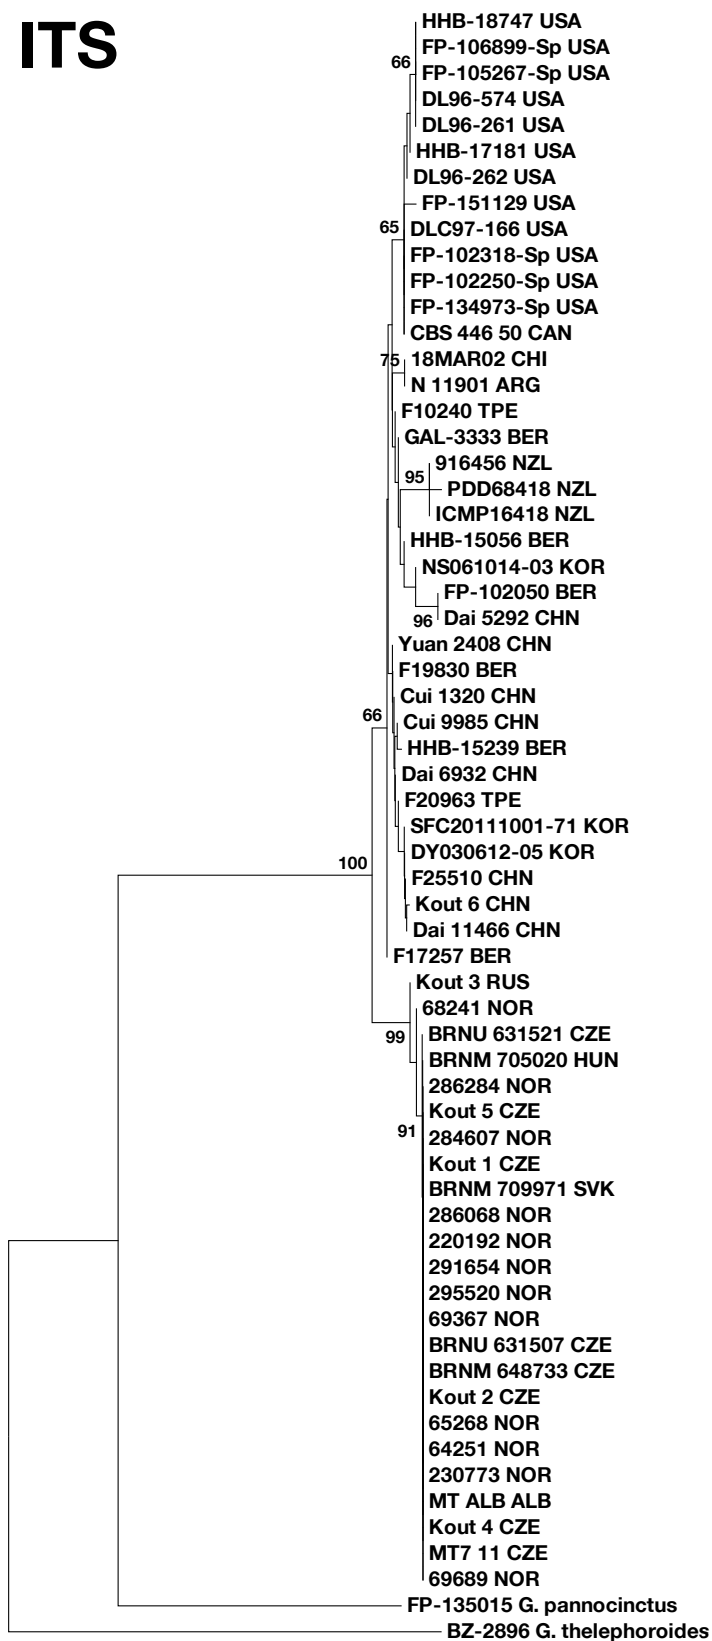 ITS
HHB-18747 USA
FP-106899-Sp USA
66
FP-105267-Sp USA
DL96-574 USA
DL96-261 USA
HHB-17181 USA
DL96-262 USA
FP-151129 USA
65
DLC97-166 USA
FP-102318-Sp USA
FP-102250-Sp USA
FP-134973-Sp USA
CBS 446 50 CAN
75
18MAR02 CHI
N 11901 ARG
F10240 TPE
GAL-3333 BER
916456 NZL
95
PDD68418 NZL
ICMP16418 NZL
HHB-15056 BER
NS061014-03 KOR
FP-102050 BER
96
Dai 5292 CHN
Yuan 2408 CHN
F19830 BER
Cui 1320 CHN
66
Cui 9985 CHN
HHB-15239 BER
Dai 6932 CHN
F20963 TPE
SFC20111001-71 KOR
DY030612-05 KOR
100
F25510 CHN
Kout 6 CHN
Dai 11466 CHN
F17257 BER
Kout 3 RUS
68241 NOR
99
BRNU 631521 CZE
BRNM 705020 HUN
286284 NOR
Kout 5 CZE
91
284607 NOR
Kout 1 CZE
BRNM 709971 SVK
286068 NOR
220192 NOR
291654 NOR
295520 NOR
69367 NOR
BRNU 631507 CZE
BRNM 648733 CZE
Kout 2 CZE
65268 NOR
64251 NOR
230773 NOR
MT ALB ALB
Kout 4 CZE
MT7 11 CZE
69689 NOR
FP-135015 G. pannocinctus
BZ-2896 G. thelephoroides